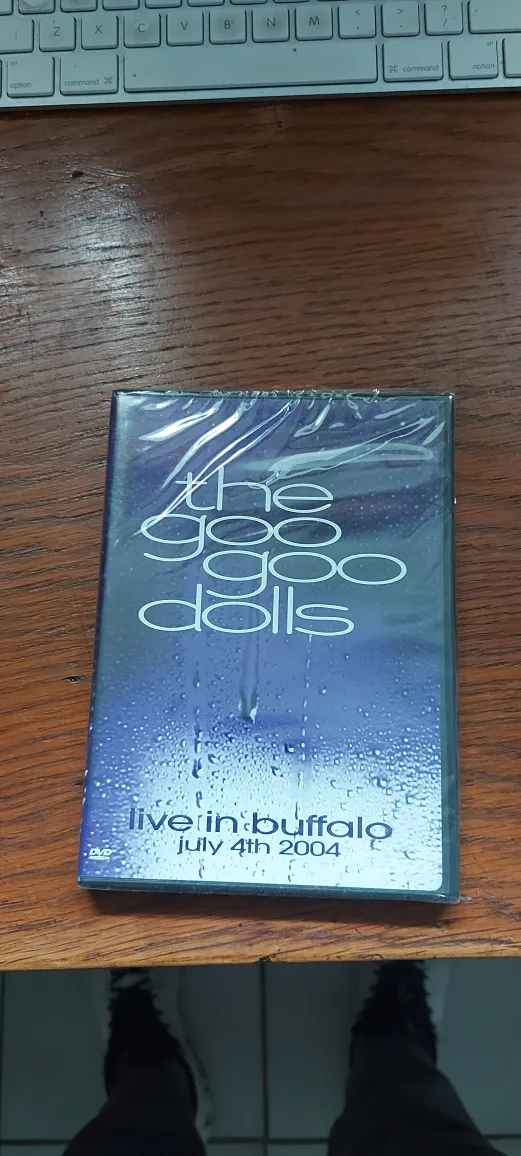 Z X C V B N M < , > . ? /
option command ⌘ ⌘ command option
the
goo
goo
dolls
live in buffalo
july 4th 2004
DVD